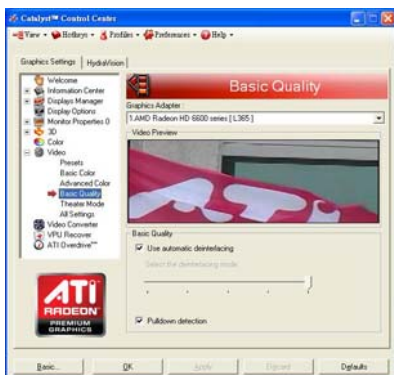 Catalyst™ Control Center
View
Hotkeys
Profiles
Preferences
Help
Graphics Settings
HydraVision
Welcome
Information Center
Displays Manager
Display Options
Monitor Properties 0
3D
Color
Video
Presets
Basic Color
Advanced Color
Basic Quality
Theater Mode
All Settings
Video Converter
VPU Recover
ATI Overdrive™
ATI
RADEON
PREMIUM
GRAPHICS
Basic Quality
Graphics Adapter
1.AMD Radeon HD 6600 series [ L365 ]
Video Preview
Basic Quality
Use automatic deinterlacing
Select the deinterlacing mode
Pulldown detection
Basic...
OK
Apply
Discard
Defaults